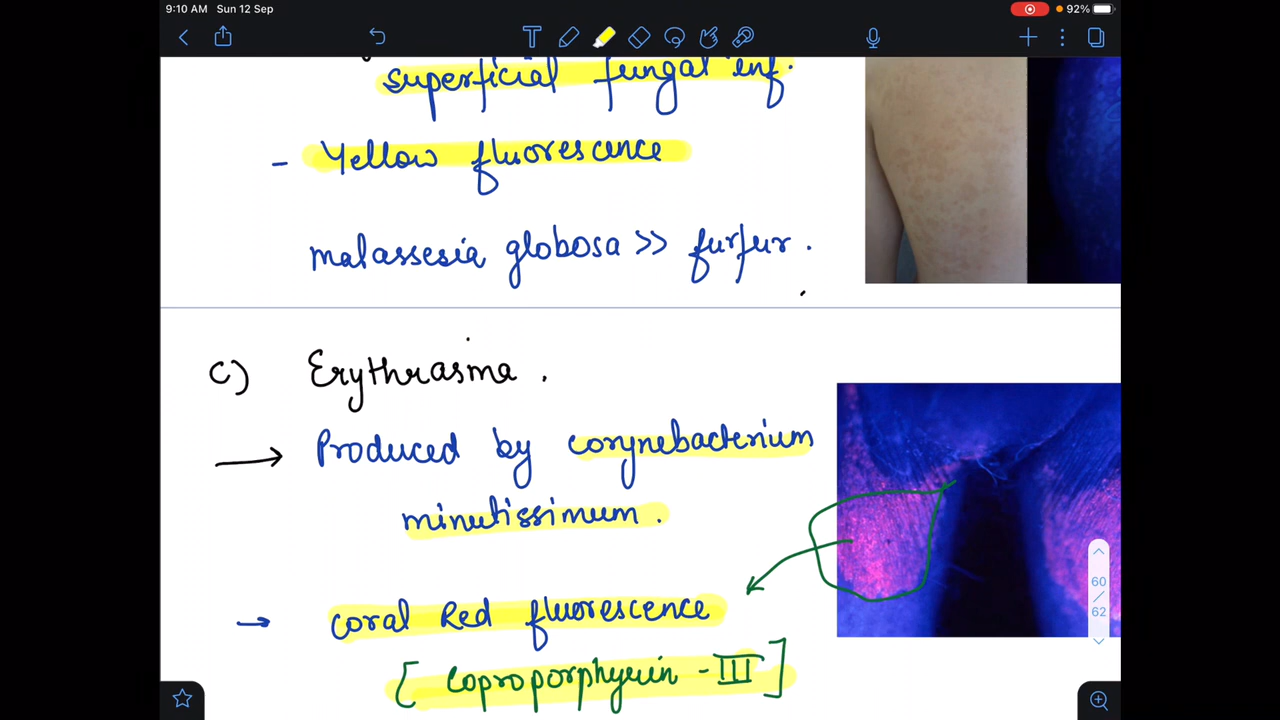 9:10 AM Sun 12 Sep
92%
superficial fungal inf.
- Yellow fluorescence
malassesia globosa >> furfur.
c) Erythrasma.
→ Produced by corynebacterium
minutissimum.
→ coral Red fluorescence
[coproporphyrin - III]
60
/
62